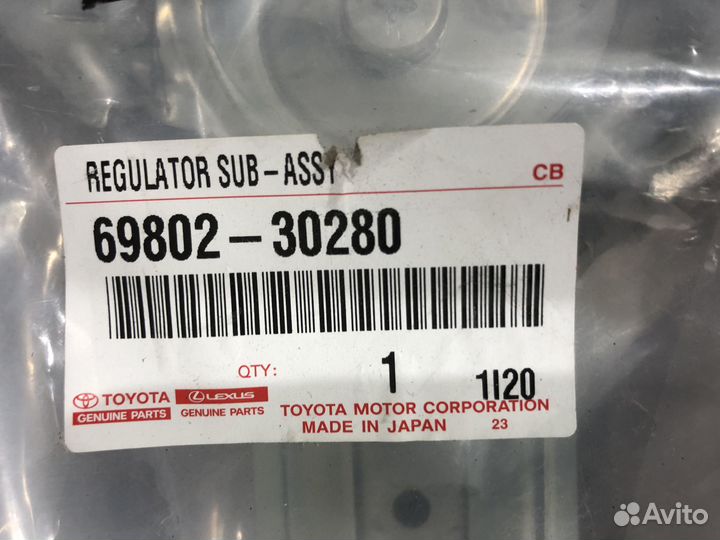 REGULATOR SUB-ASSY
CB
69802-30280
QTY:
1
1I20
TOYOTA
GENUINE PARTS
LEXUS
GENUINE PARTS
TOYOTA MOTOR CORPORATION
MADE IN JAPAN
23
Avito